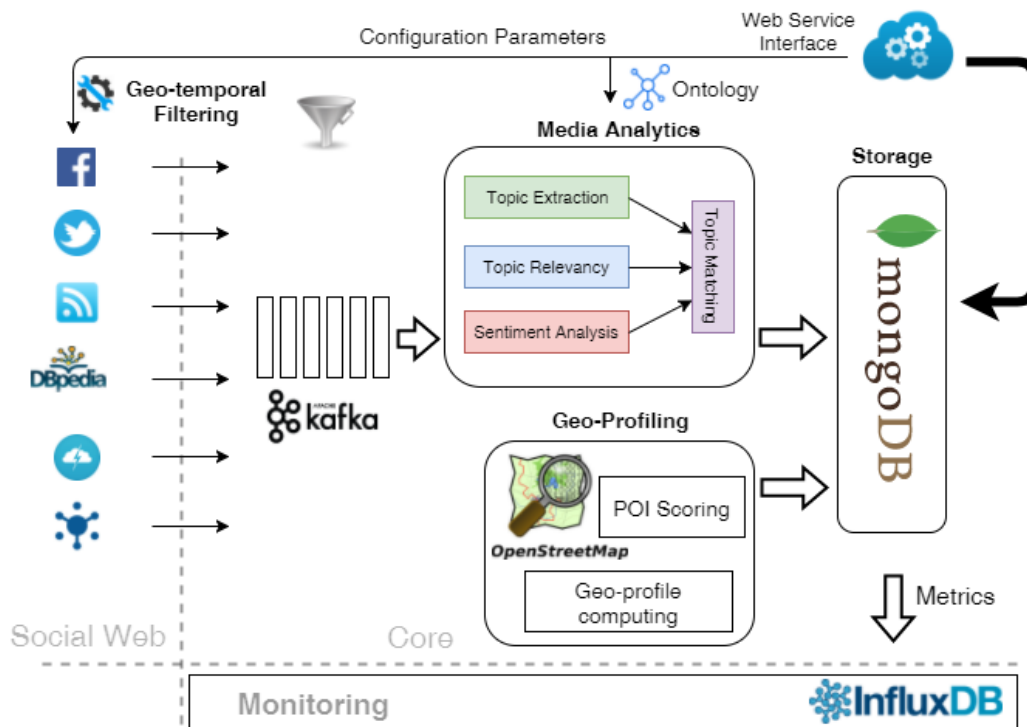 Web Service
Interface
Configuration Parameters
Geo-temporal
Filtering
Ontology
Media Analytics
Storage
Topic Extraction
Topic Relevancy
Sentiment Analysis
Topic Matching
mongoDB
DBpedia
APACHE
kafka
Geo-Profiling
POI Scoring
OpenStreetMap
Geo-profile
computing
Metrics
Social Web
Core
Monitoring
InfluxDB